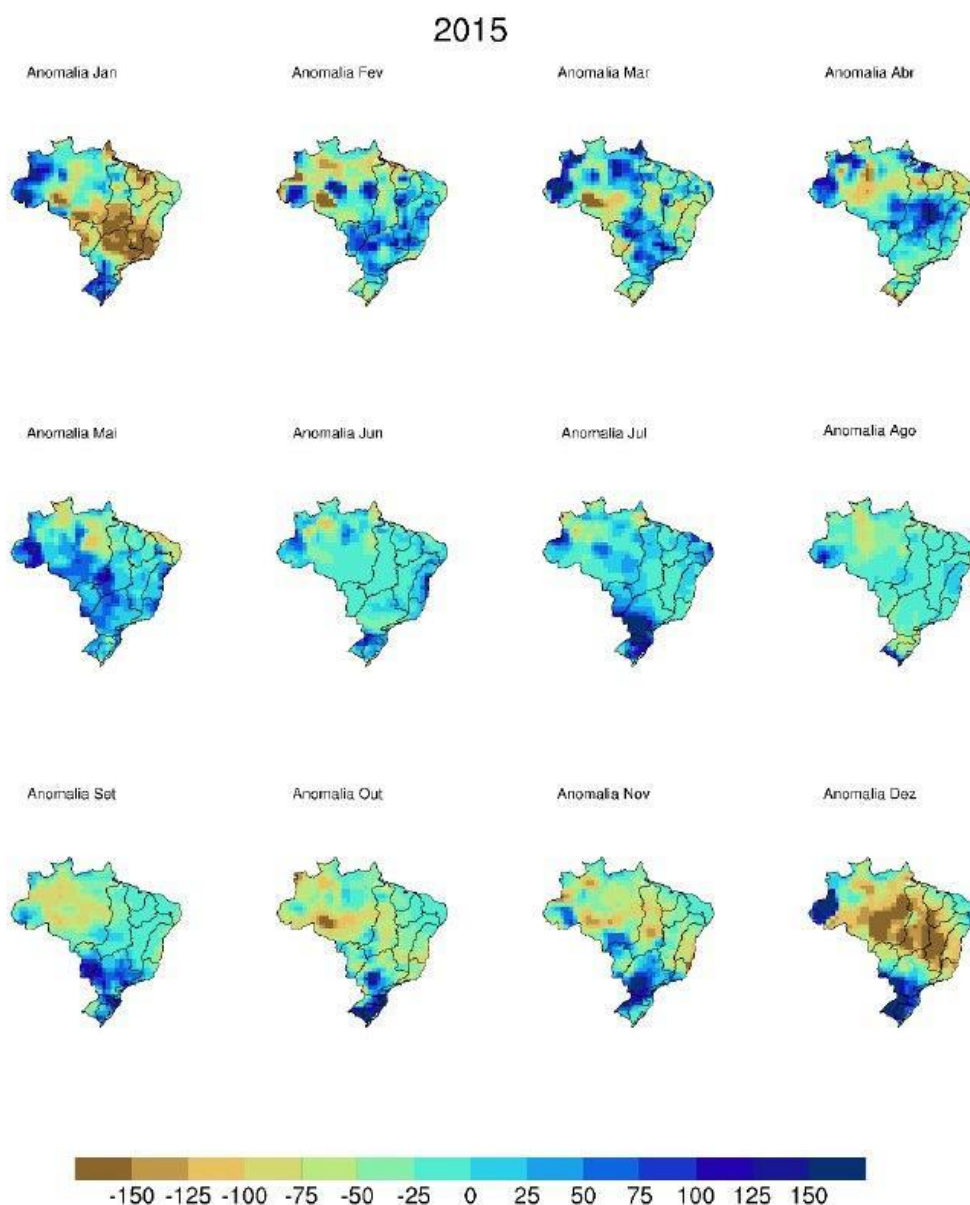 2015
Anomalia Jan Anomalia Fev Anomalia Mar Anomalia Abr
Anomalia Mai Anomalia Jun Anomalia Jul Anomalia Ago
Anomalia Set Anomalia Out Anomalia Nov Anomalia Dez
-150 -125 -100 -75 -50 -25 0 25 50 75 100 125 150